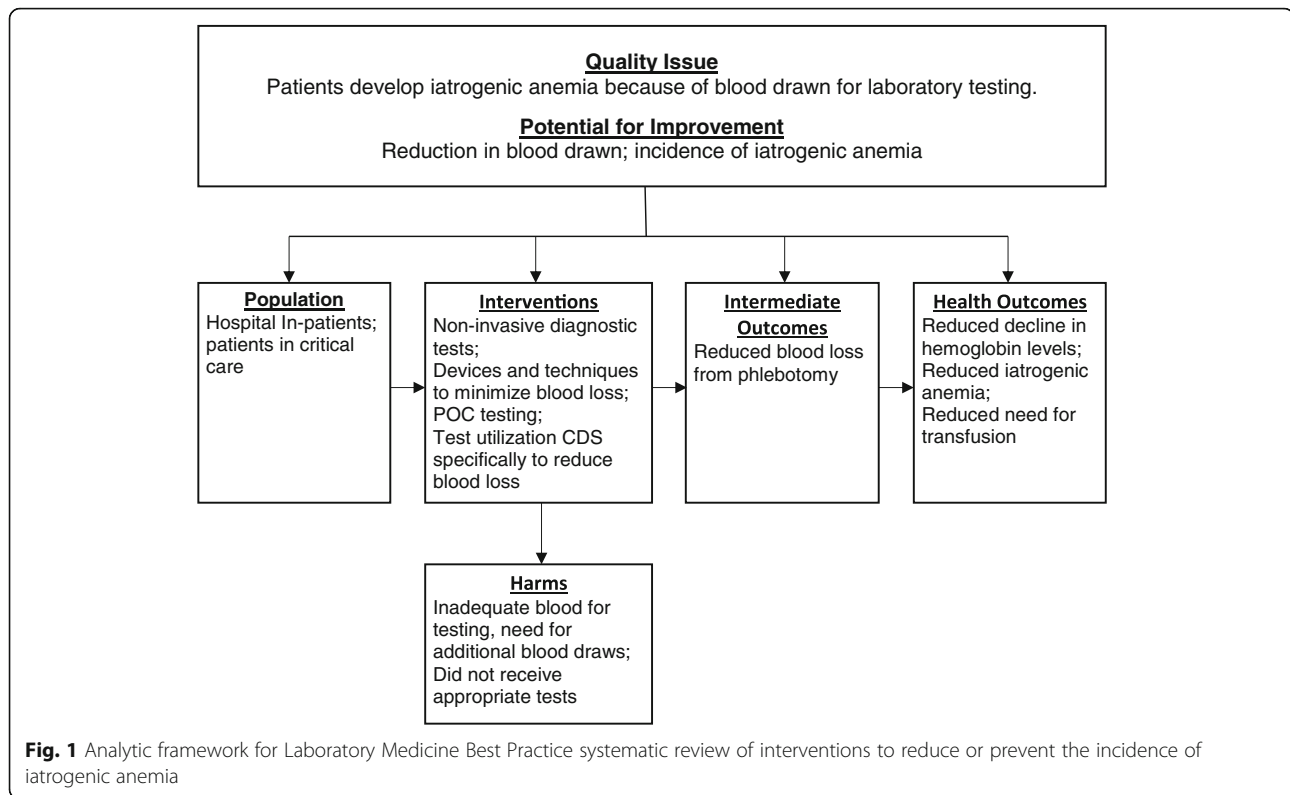 Quality Issue
Patients develop iatrogenic anemia because of blood drawn for laboratory testing.
Potential for Improvement
Reduction in blood drawn; incidence of iatrogenic anemia
Population
Hospital In-patients;
patients in critical
care
Interventions
Non-invasive diagnostic
tests;
Devices and techniques
to minimize blood loss;
POC testing;
Test utilization CDS
specifically to reduce
blood loss
Intermediate
Outcomes
Reduced blood loss
from phlebotomy
Health Outcomes
Reduced decline in
hemoglobin levels;
Reduced iatrogenic
anemia;
Reduced need for
transfusion
Harms
Inadequate blood for
testing, need for
additional blood draws;
Did not receive
appropriate tests
Fig. 1 Analytic framework for Laboratory Medicine Best Practice systematic review of interventions to reduce or prevent the incidence of
iatrogenic anemia